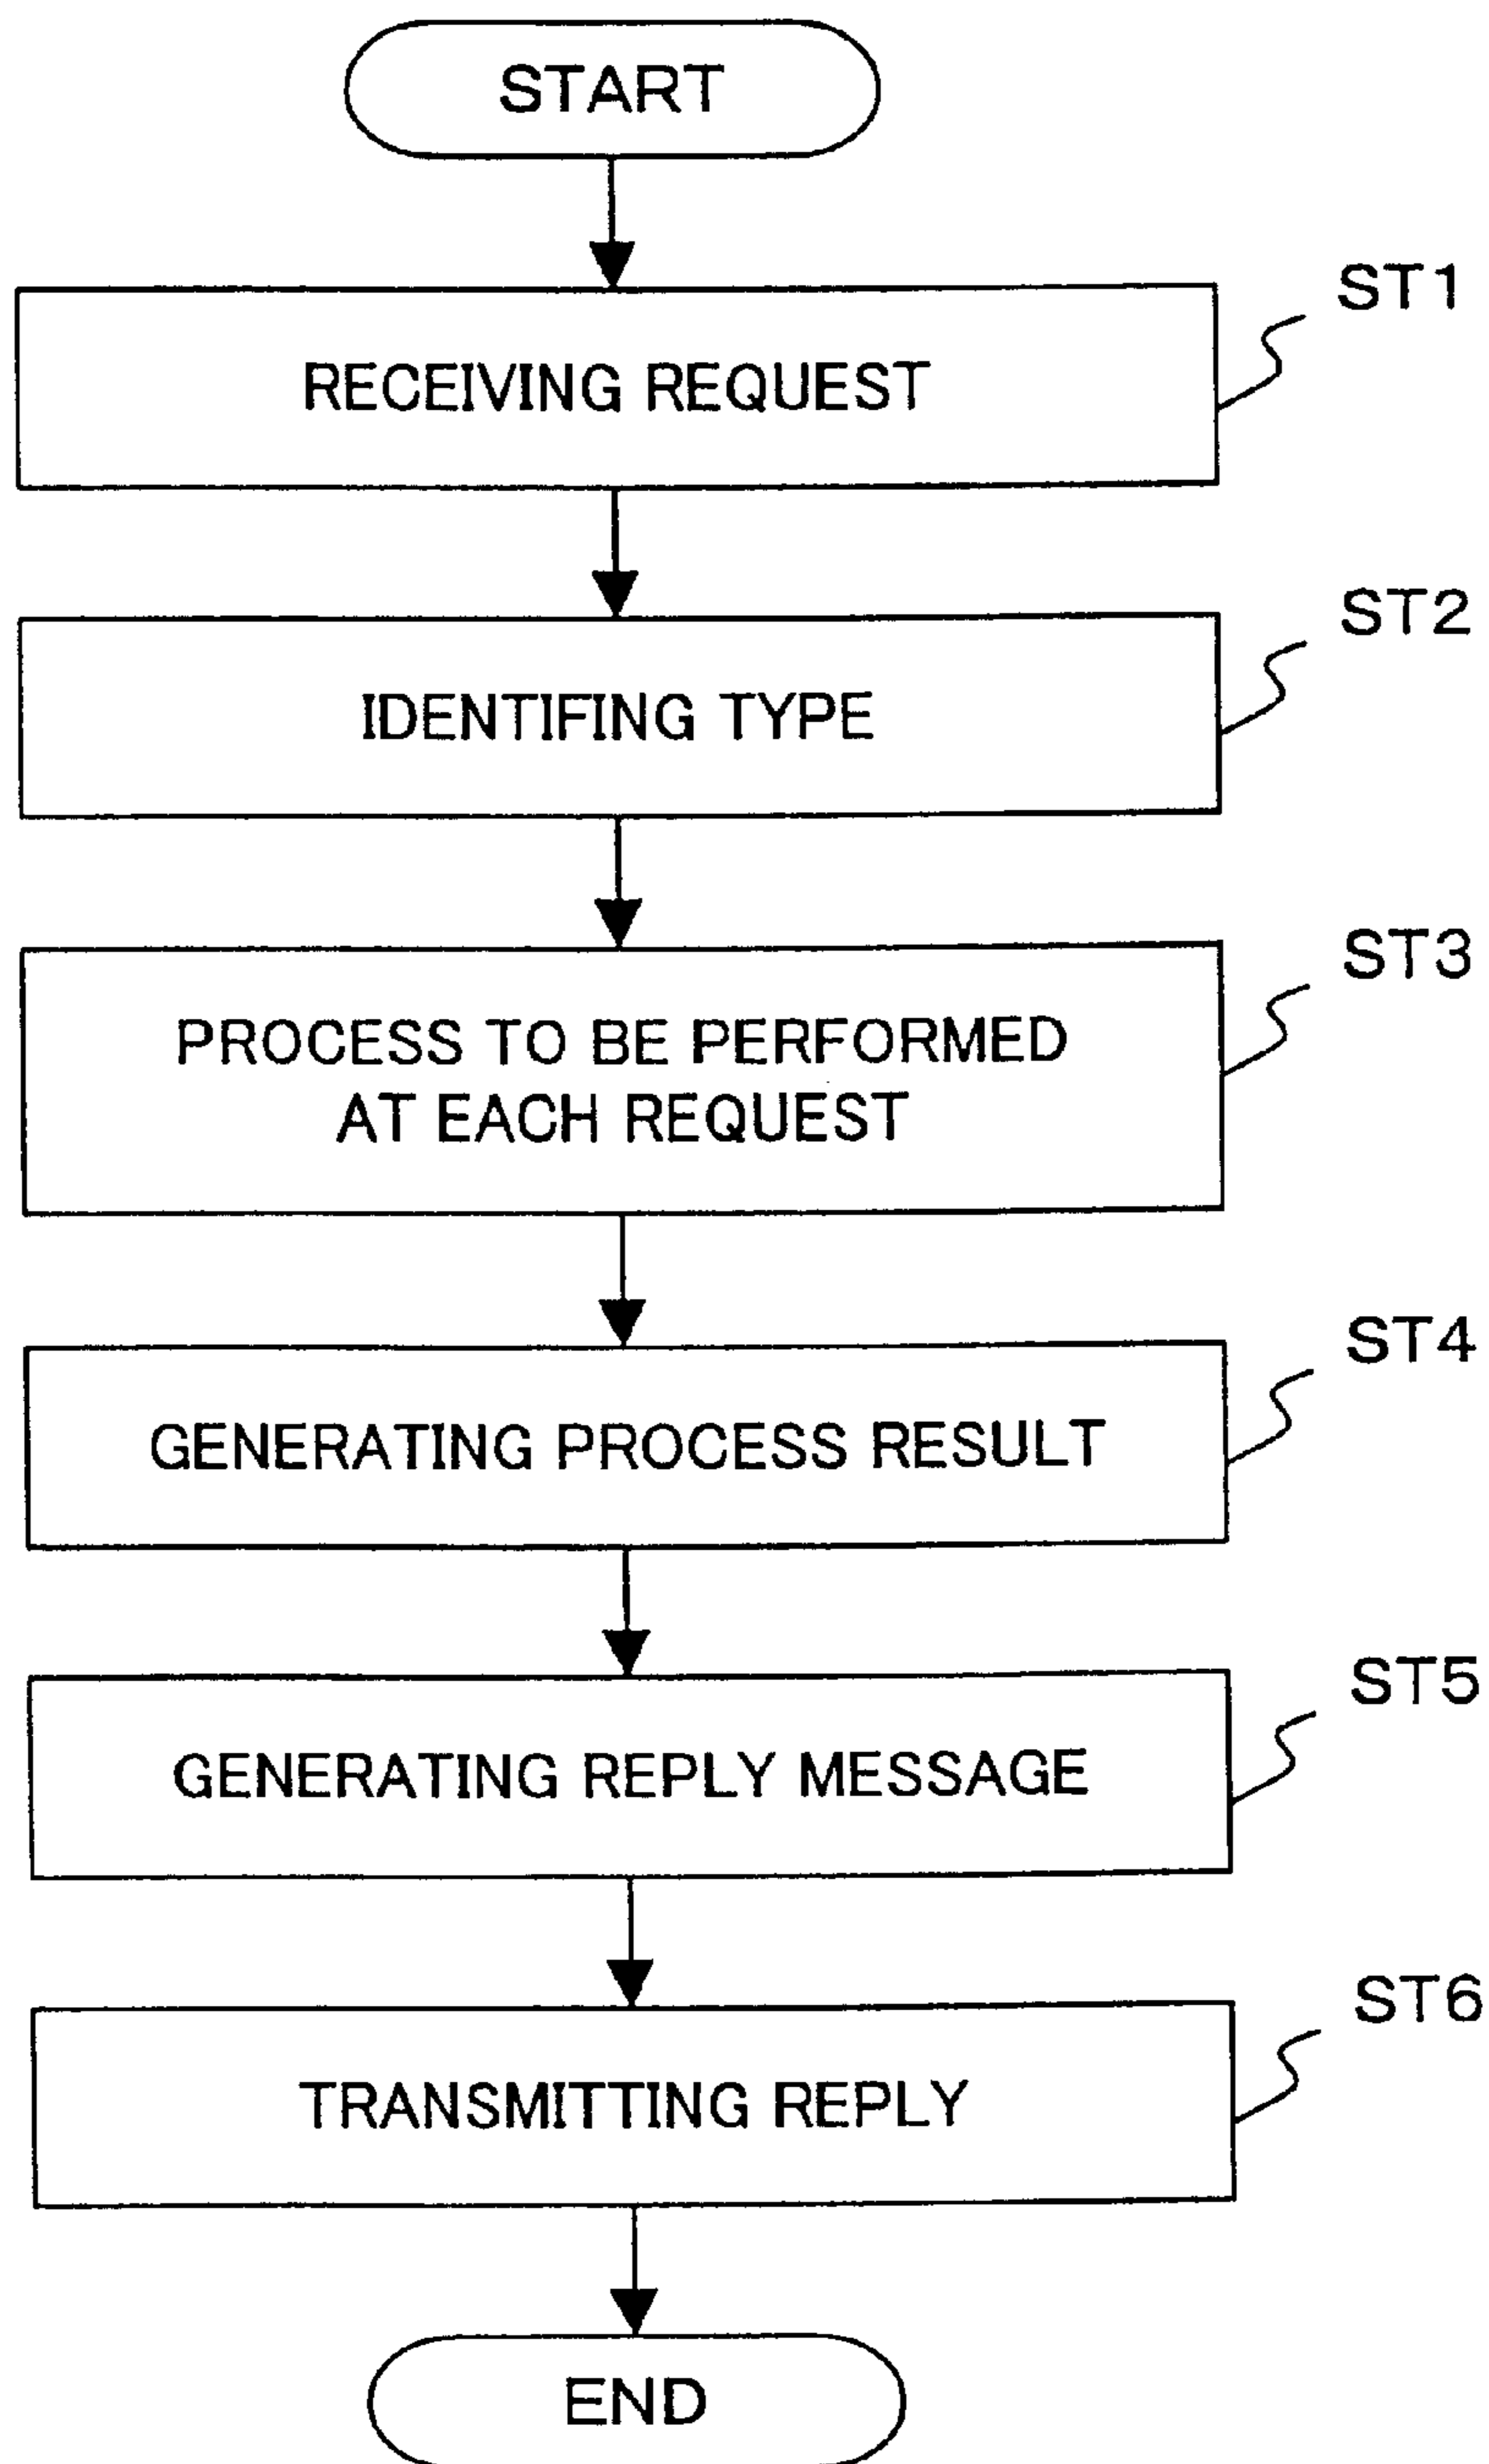 START
ST1
RECEIVING REQUEST
ST2
IDENTIFING TYPE
ST3
PROCESS TO BE PERFORMED
AT EACH REQUEST
ST4
GENERATING PROCESS RESULT
ST5
GENERATING REPLY MESSAGE
ST6
TRANSMITTING REPLY
END